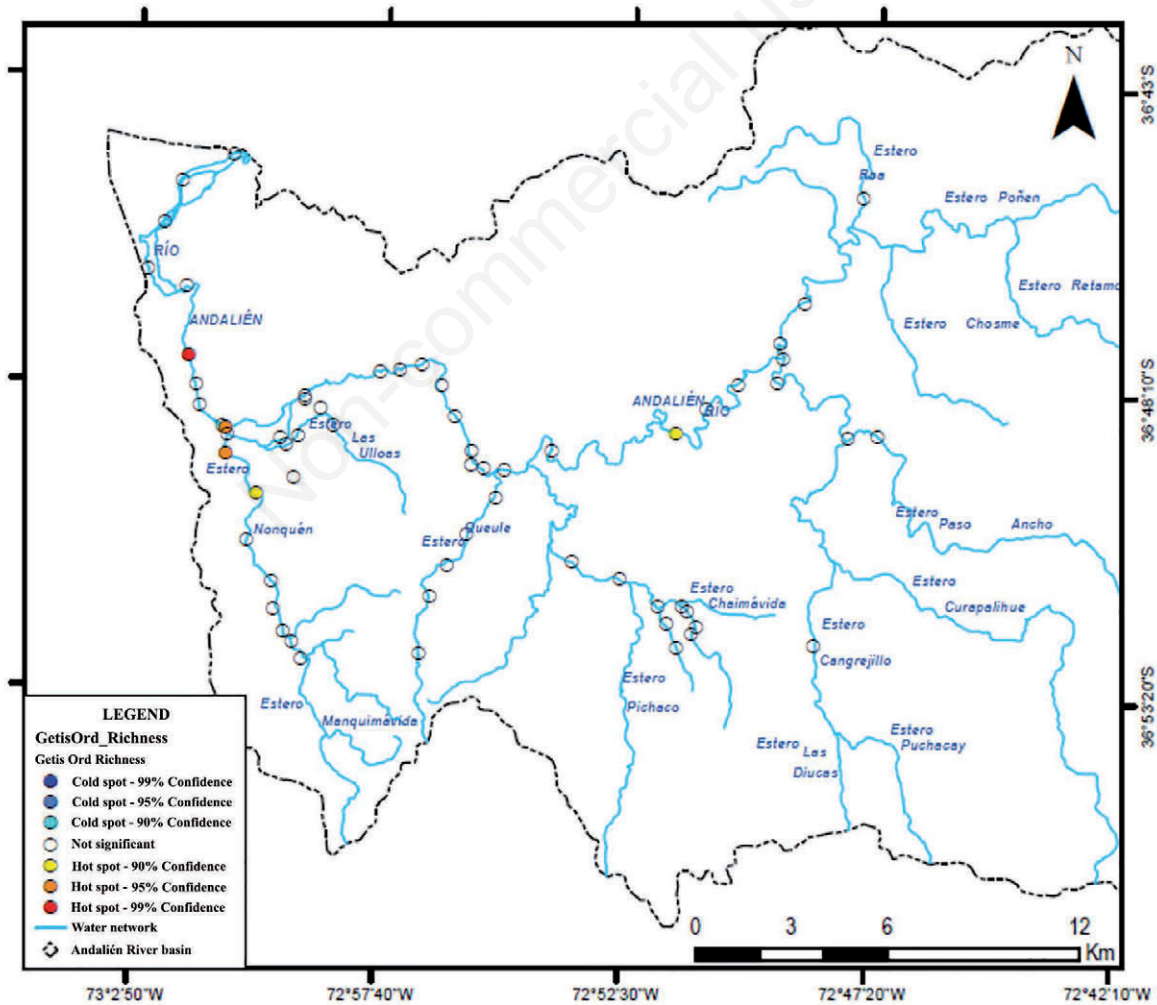 Non-commercial us
N
36°43'S
36°48'10"S
36°53'20"S
Estero
Roa
Estero Poñen
Estero Retamo
Estero Chosme
RÍO
ANDALIÉN
ANDALIÉN
RÍO
Estero
Las
Ulloas
Estero
Nonquén
Estero Queule
Estero
Paso Ancho
Estero
Chaimávida
Estero
Curapalihue
Estero
Cangrejillo
Estero
Pichaco
Estero
Manquimávida
Estero
Puchacay
Estero Las
Diucas
LEGEND
GetisOrd_Richness
Getis Ord Richness
Cold spot - 99% Confidence
Cold spot - 95% Confidence
Cold spot - 90% Confidence
Not significant
Hot spot - 90% Confidence
Hot spot - 95% Confidence
Hot spot - 99% Confidence
Water network
Andalién River basin
0 3 6 12
Km
73°2'50"W 72°57'40"W 72°52'30"W 72°47'20"W 72°42'10"W